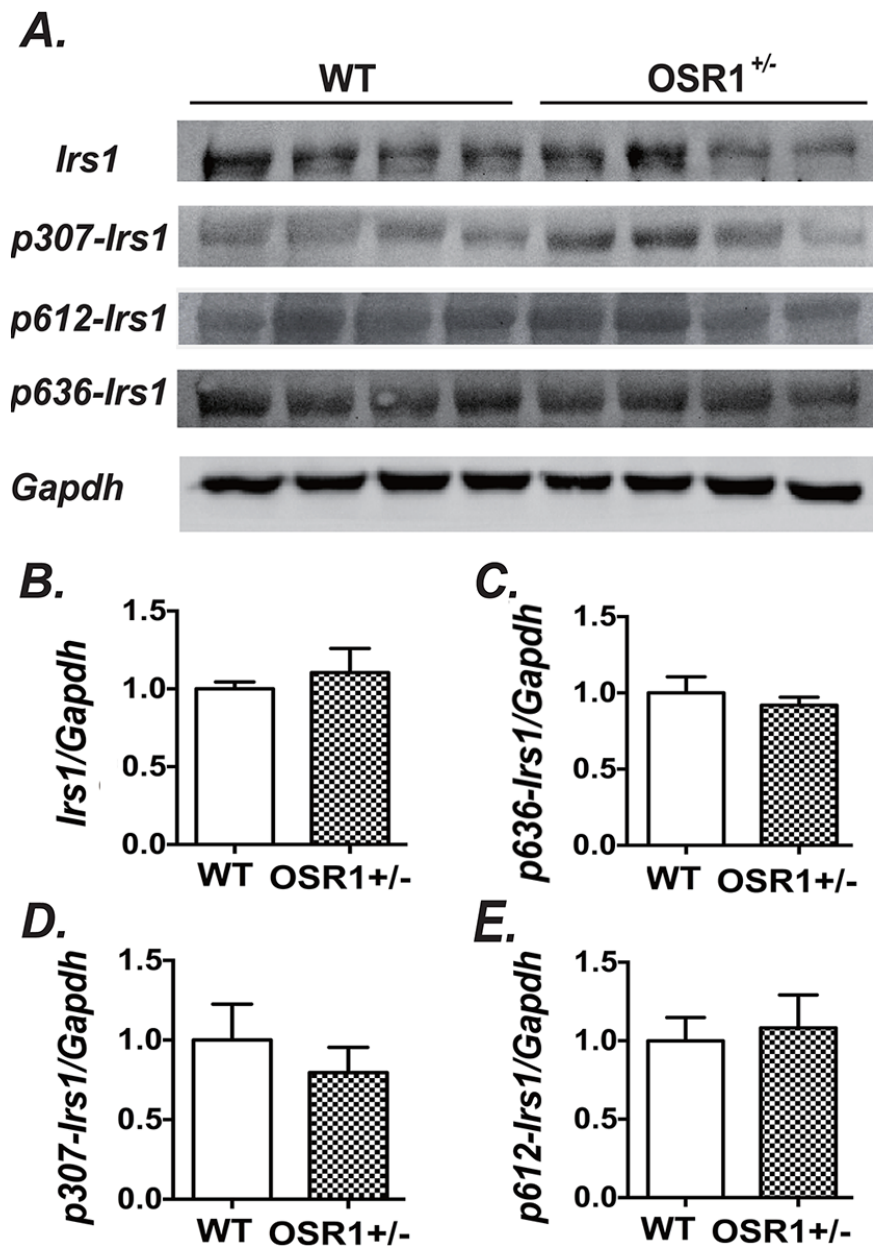 A.
WT OSR1+/-
Irs1
p307-Irs1
p612-Irs1
p636-Irs1
Gapdh
B.
Irs1/Gapdh
1.5
1.0
0.5
0.0
WT OSR1+/-
C.
p636-Irs1/Gapdh
1.5
1.0
0.5
0.0
WT OSR1+/-
D.
p307-Irs1/Gapdh
1.5
1.0
0.5
0.0
WT OSR1+/-
E.
p612-Irs1/Gapdh
1.5
1.0
0.5
0.0
WT OSR1+/-